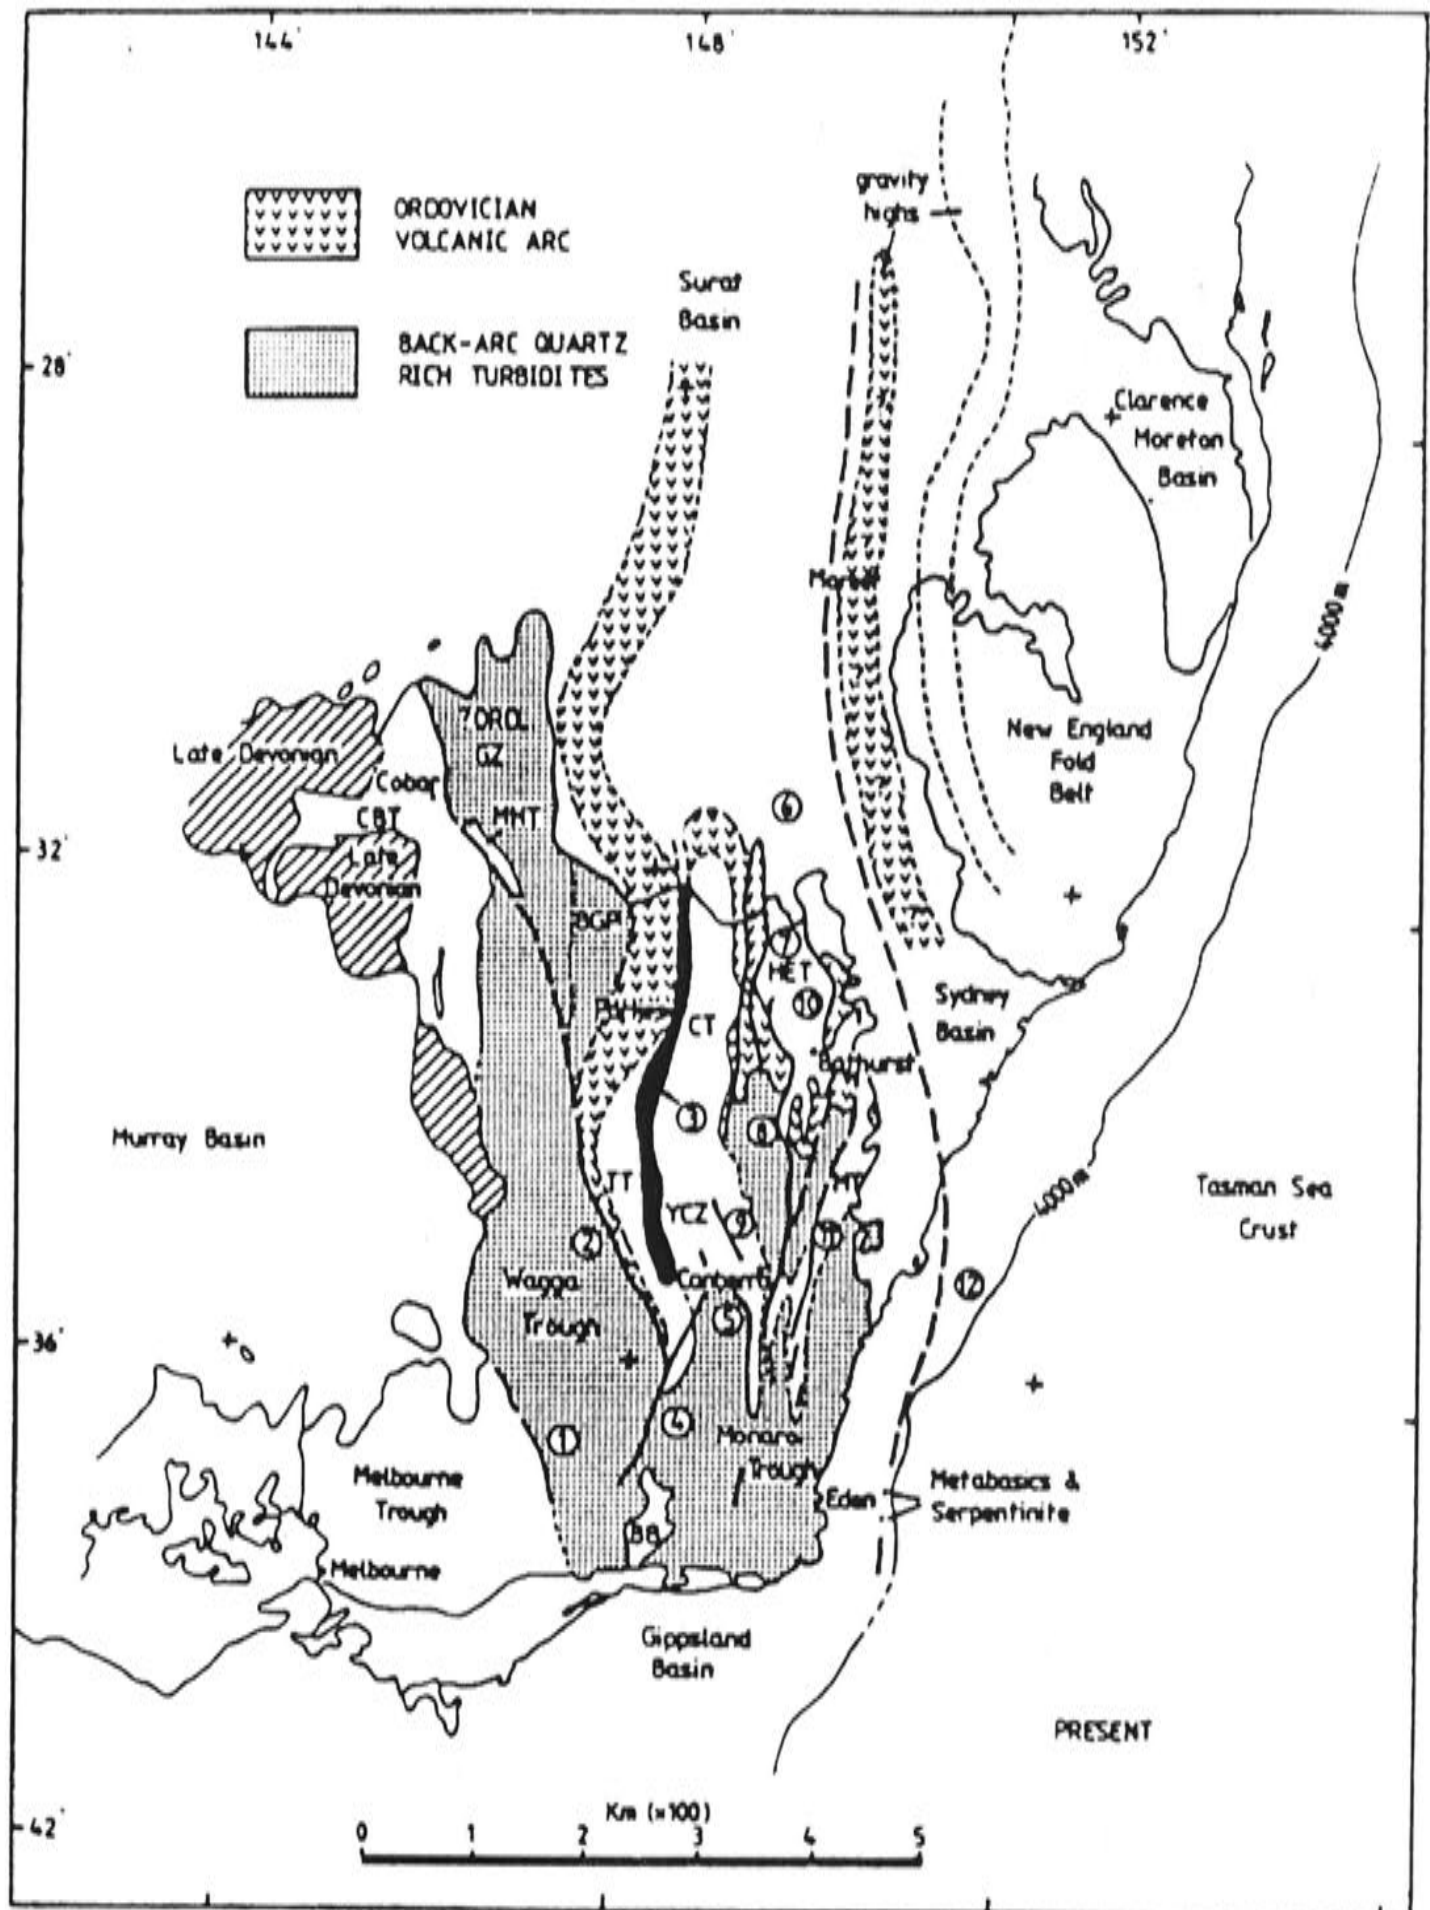 144'
148'
152'
gravity
highs
ORDOVICIAN
VOLCANIC ARC
Surat
Basin
BACK-ARC QUARTZ
RICH TURBIDITES
28'
Clarence
Moreton
Basin
4000m
?ORDL
GZ
Late Devonian
New England
Fold
Belt
Cobar
CBT
MNT
6
32'
Late
Devonian
BGP
7
HET
10
Sydney
Basin
CT
Bathurst
3
8
Murray Basin
TT
MT
4000m
Tasman Sea
Crust
YCZ
9
11
2
Wagga
Trough
Canberra
12
5
36'
4
1
Monaro
Trough
Melbourne
Trough
Eden
Metabasics &
Serpentinite
BB
Melbourne
Gippsland
Basin
PRESENT
42'
Km (×100)
0 1 2 3 4 5